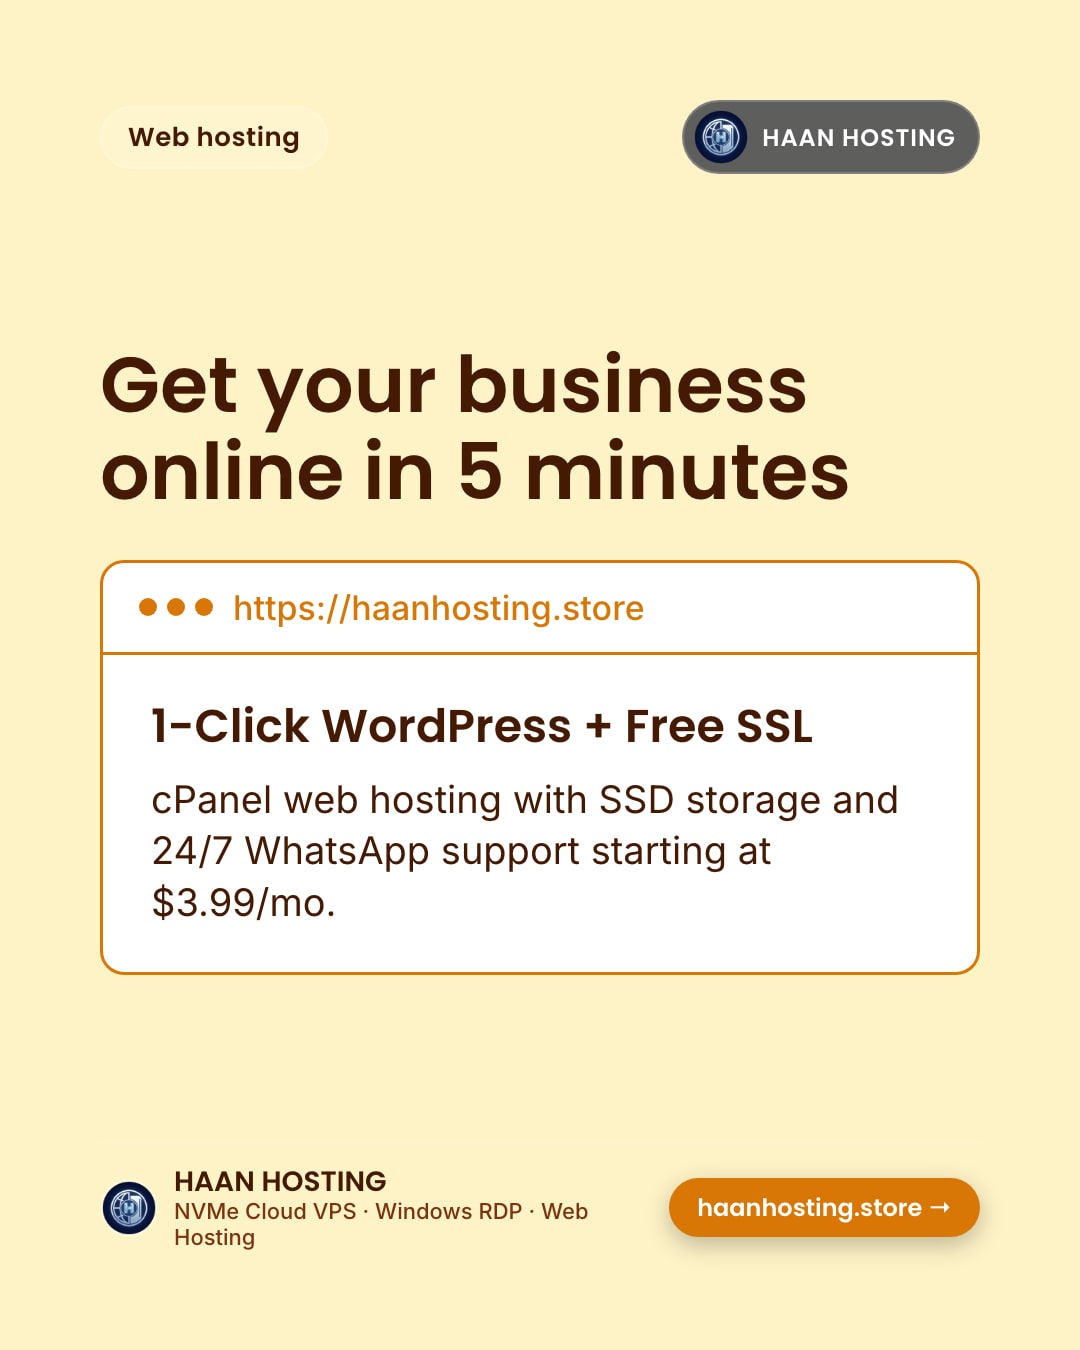 Web hosting
HAAN HOSTING
Get your business
online in 5 minutes
https://haanhosting.store
1-Click WordPress + Free SSL
cPanel web hosting with SSD storage and
24/7 WhatsApp support starting at
$3.99/mo.
HAAN HOSTING
NVMe Cloud VPS · Windows RDP · Web
Hosting
haanhosting.store →